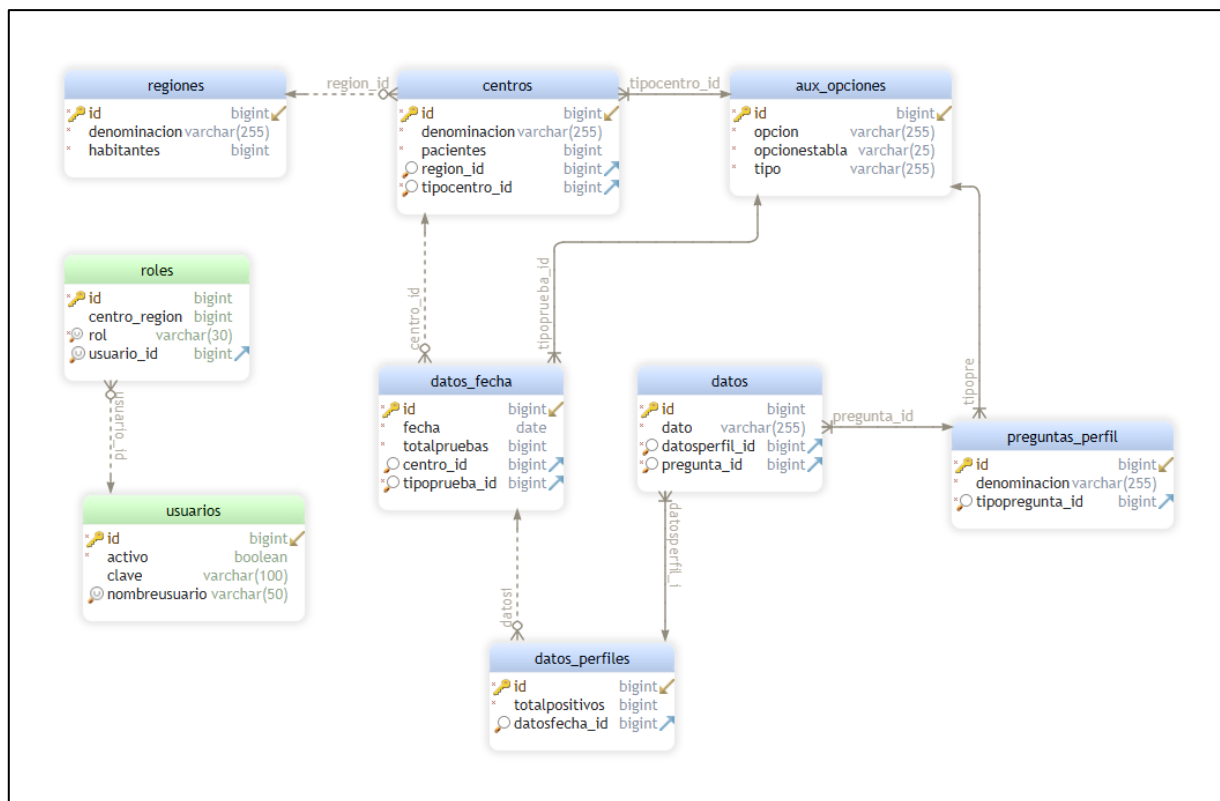 regiones
id bigint
denominacion varchar(255)
habitantes bigint
region_id
centros
id bigint
denominacion varchar(255)
pacientes bigint
region_id bigint
tipocentro_id bigint
tipocentro_id
aux_opciones
id bigint
opcion varchar(255)
opcionestabla varchar(25)
tipo varchar(255)
roles
id bigint
centro_region bigint
rol varchar(30)
usuario_id bigint
usuario_id
centro_id
tipoprueba_id
tipopre
usuarios
id bigint
activo boolean
clave varchar(100)
nombreusuario varchar(50)
datos_fecha
id bigint
fecha date
totalpruebas bigint
centro_id bigint
tipoprueba_id bigint
datos
id bigint
dato varchar(255)
datosperfil_id bigint
pregunta_id bigint
pregunta_id
preguntas_perfil
id bigint
denominacion varchar(255)
tipopregunta_id bigint
datosf
datosperfil_i
datos_perfiles
id bigint
totalpositivos bigint
datosfecha_id bigint